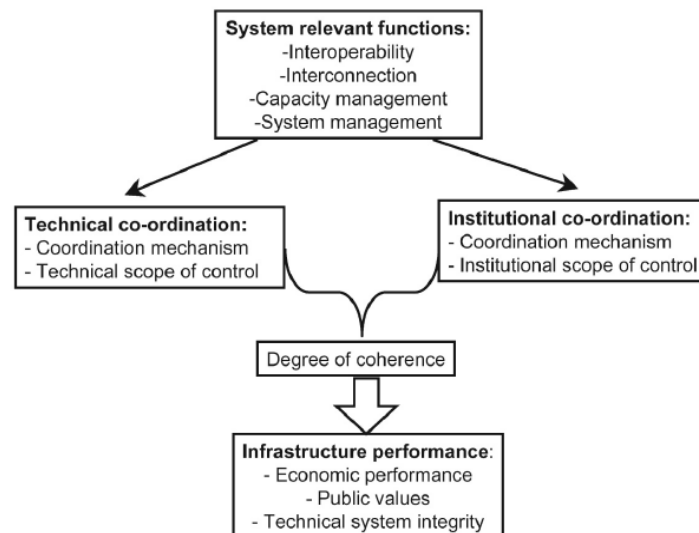 System relevant functions:
-Interoperability
-Interconnection
-Capacity management
-System management
Technical co-ordination:
- Coordination mechanism
- Technical scope of control
Institutional co-ordination:
- Coordination mechanism
- Institutional scope of control
Degree of coherence
Infrastructure performance:
- Economic performance
- Public values
- Technical system integrity